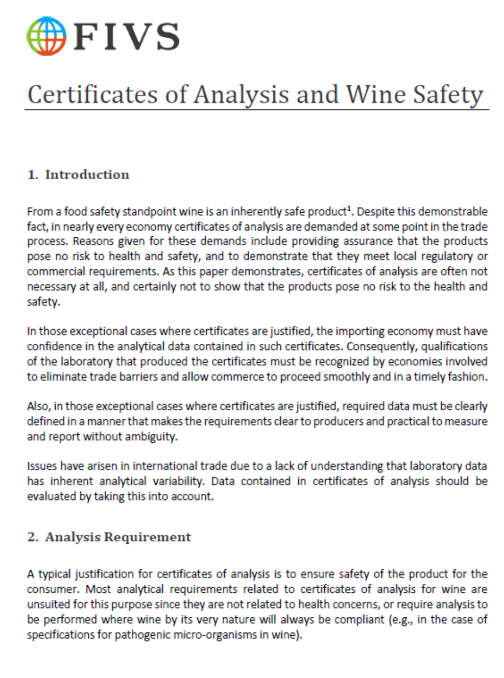 FIVS
Certificates of Analysis and Wine Safety
1. Introduction
From a food safety standpoint wine is an inherently safe product¹. Despite this demonstrable
fact, in nearly every economy certificates of analysis are demanded at some point in the trade
process. Reasons given for these demands include providing assurance that the products
pose no risk to health and safety, and to demonstrate that they meet local regulatory or
commercial requirements. As this paper demonstrates, certificates of analysis are often not
necessary at all, and certainly not to show that the products pose no risk to the health and
safety.
In those exceptional cases where certificates are justified, the importing economy must have
confidence in the analytical data contained in such certificates. Consequently, qualifications
of the laboratory that produced the certificates must be recognized by economies involved
to eliminate trade barriers and allow commerce to proceed smoothly and in a timely fashion.
Also, in those exceptional cases where certificates are justified, required data must be clearly
defined in a manner that makes the requirements clear to producers and practical to measure
and report without ambiguity.
Issues have arisen in international trade due to a lack of understanding that laboratory data
has inherent analytical variability. Data contained in certificates of analysis should be
evaluated by taking this into account.
2. Analysis Requirement
A typical justification for certificates of analysis is to ensure safety of the product for the
consumer. Most analytical requirements related to certificates of analysis for wine are
unsuited for this purpose since they are not related to health concerns, or require analysis to
be performed where wine by its very nature will always be compliant (e.g., in the case of
specifications for pathogenic micro-organisms in wine).